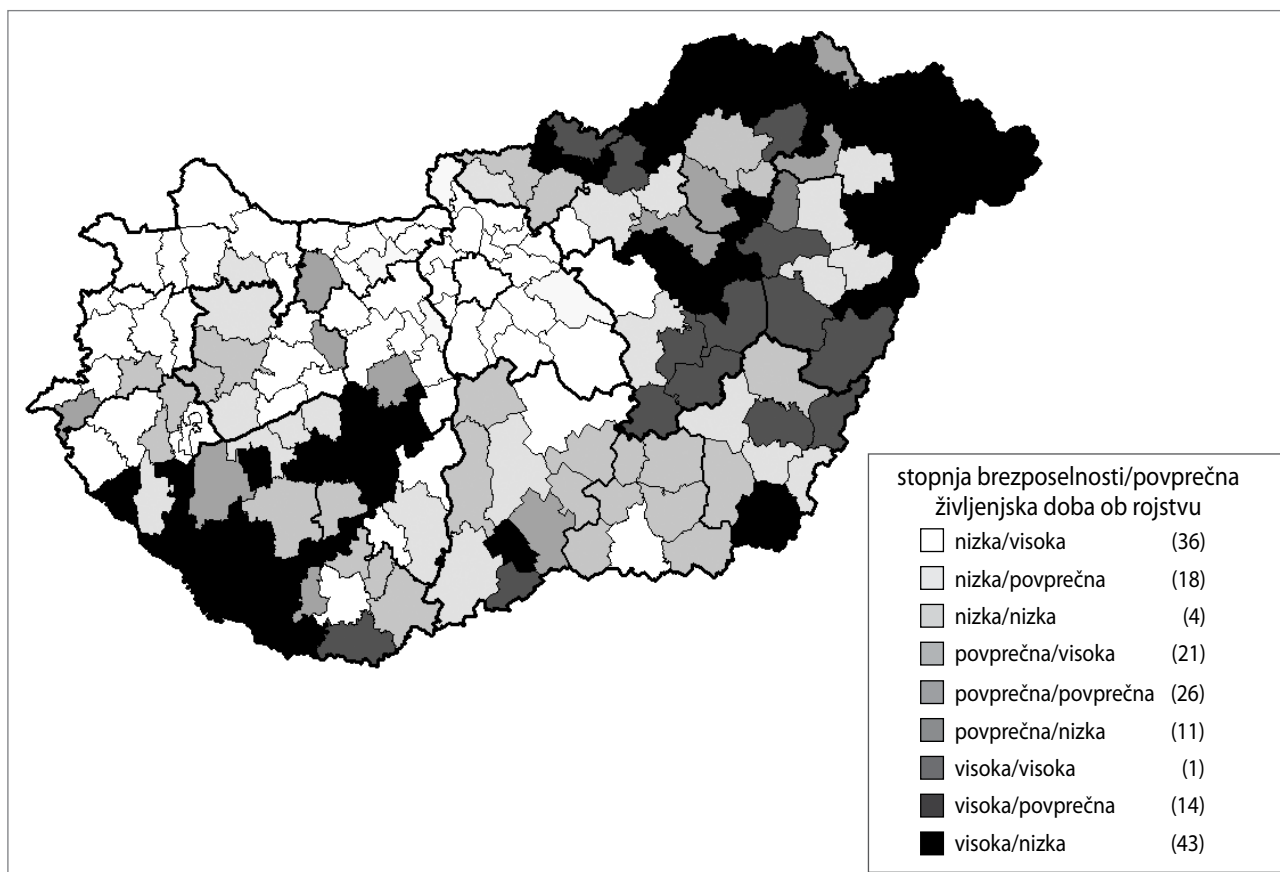 stopnja brezposelnosti/povprečna
življenjska doba ob rojstvu
nizka/visoka (36)
nizka/povprečna (18)
nizka/nizka (4)
povprečna/visoka (21)
povprečna/povprečna (26)
povprečna/nizka (11)
visoka/visoka (1)
visoka/povprečna (14)
visoka/nizka (43)